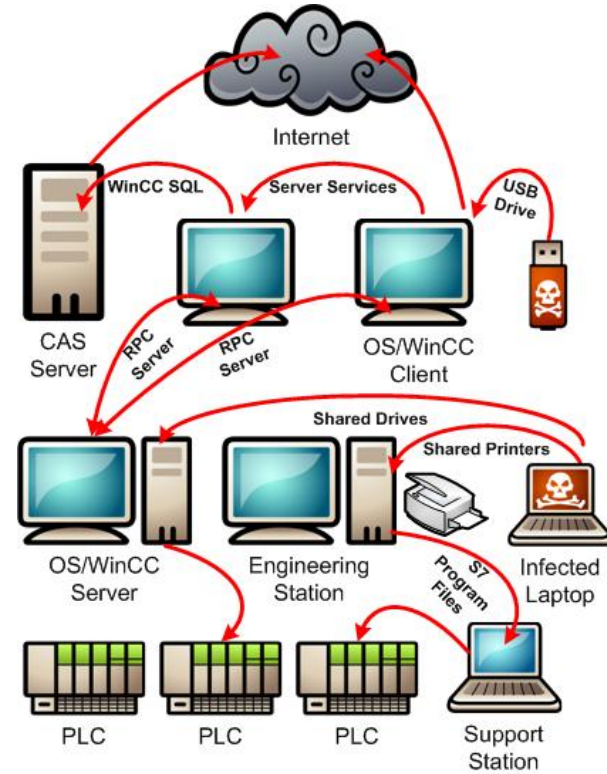 Internet
WinCC SQL
Server Services
USB
Drive
CAS
Server
RPC
Server
RPC
Server
OS/WinCC
Client
Shared Drives
Shared Printers
OS/WinCC
Server
Engineering
Station
S7
Program
Files
Infected
Laptop
PLC
PLC
PLC
Support
Station